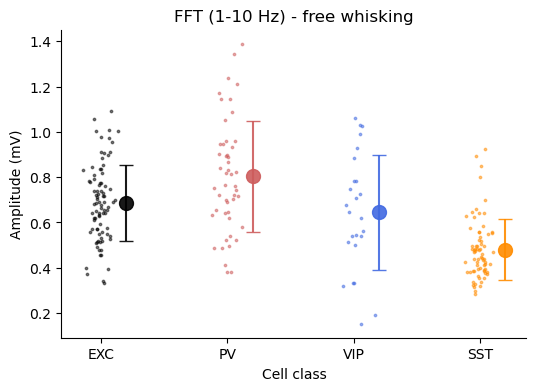 FFT (1-10 Hz) - free whisking
1.4
1.2
1.0
0.8
0.6
0.4
0.2
Amplitude (mV)
EXC PV VIP SST
Cell class